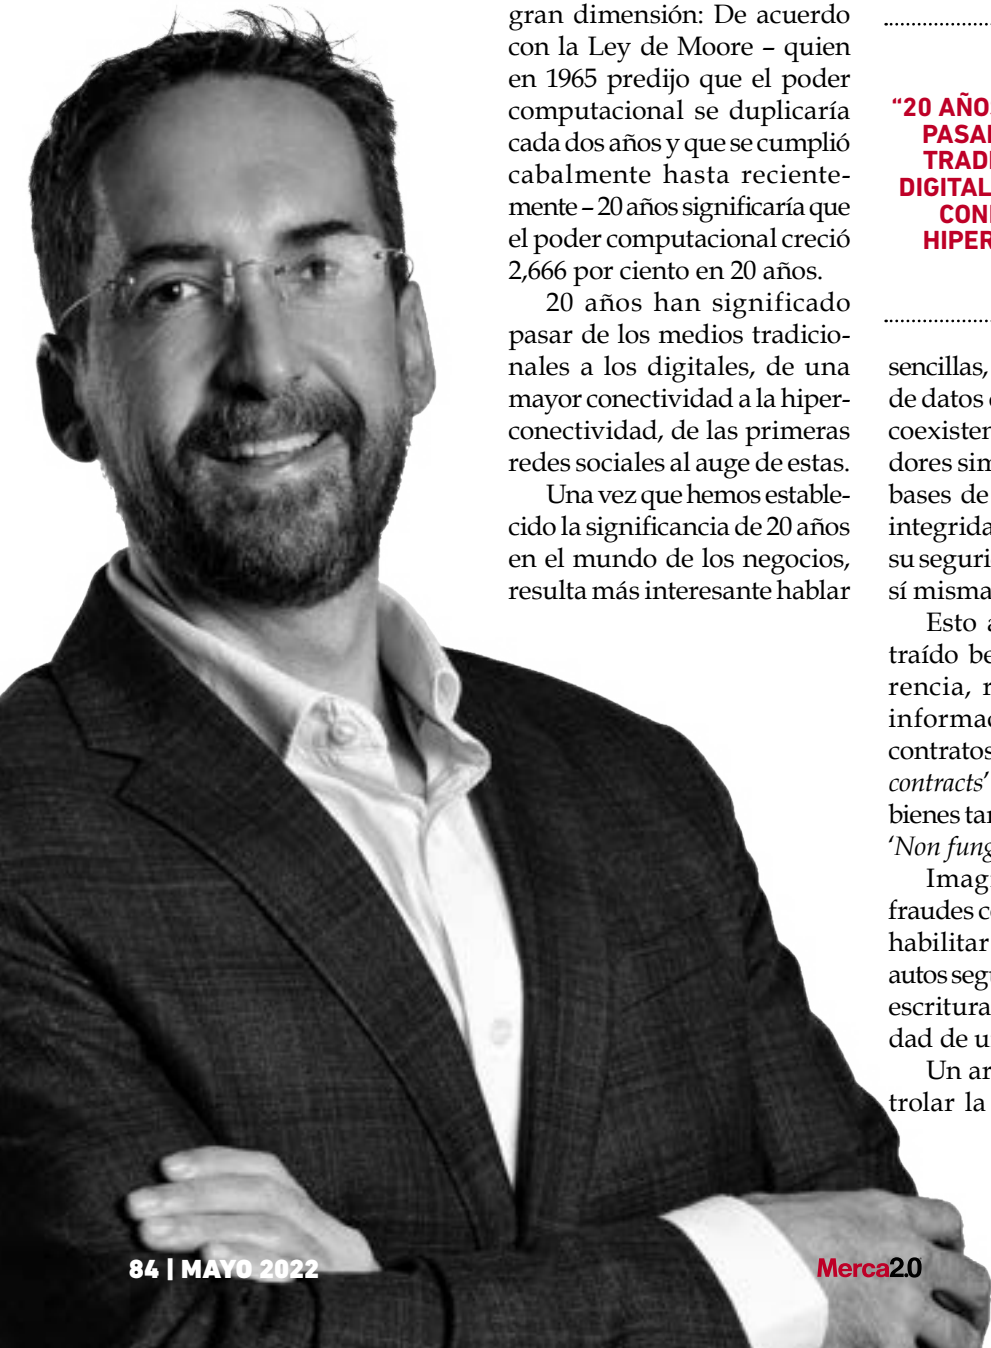 gran dimensión: De acuerdo
con la Ley de Moore – quien
en 1965 predijo que el poder
computacional se duplicaría
cada dos años y que se cumplió
cabalmente hasta reciente-
mente – 20 años significaría que
el poder computacional creció
2,666 por ciento en 20 años.
20 años han significado
pasar de los medios tradicio-
nales a los digitales, de una
mayor conectividad a la hiper-
conectividad, de las primeras
redes sociales al auge de estas.
Una vez que hemos estable-
cido la significancia de 20 años
en el mundo de los negocios,
resulta más interesante hablar
“20 AÑO
PASA
TRAD
DIGITAL
CON
HIPER
sencillas,
de datos
coexisten
dores sim
bases de
integrida
su seguri
sí misma
Esto
traído be
rencia,
informa
contratos
contracts’
bienes tan
‘Non fung
Imag
fraudes c
habilitar
autos seg
escritura
dad de u
Un ar
trolar la
84 | MAYO 2022
Merca2.0